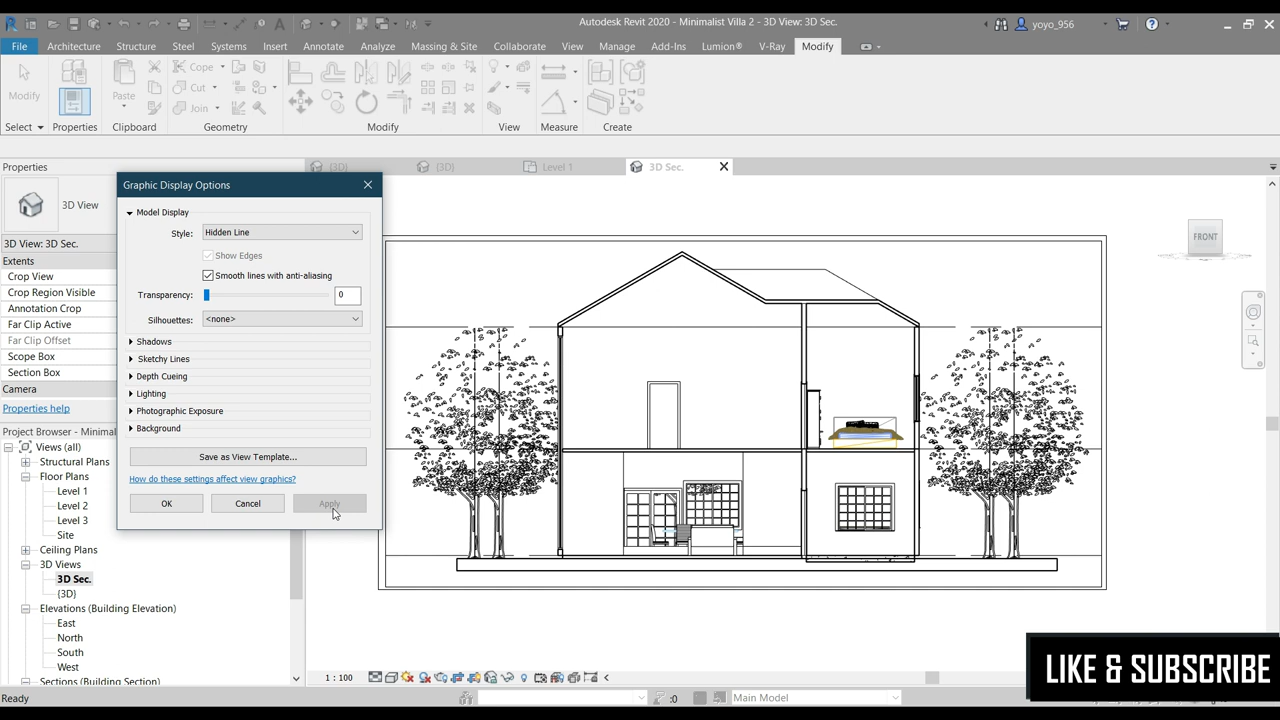 Autodesk Revit 2020 - Minimalist Villa 2 - 3D View: 3D Sec.
yoyo_956
File
Architecture
Structure
Steel
Systems
Insert
Annotate
Analyze
Massing & Site
Collaborate
View
Manage
Add-Ins
Lumion®
V-Ray
Modify
Modify
Paste
Cope
Cut
Join
Select
Properties
Clipboard
Geometry
Modify
View
Measure
Create
Properties
{3D}
{3D}
Level 1
3D Sec.
3D View
3D View: 3D Sec.
Extents
Crop View
Crop Region Visible
Annotation Crop
Far Clip Active
Far Clip Offset
Scope Box
Section Box
Camera
Properties help
Graphic Display Options
Model Display
Style:
Hidden Line
Show Edges
Smooth lines with anti-aliasing
Transparency:
0
Silhouettes:
<none>
Shadows
Sketchy Lines
Depth Cueing
Lighting
Photographic Exposure
Background
Save as View Template...
How do these settings affect view graphics?
OK
Cancel
Apply
FRONT
Project Browser - Minimal
Views (all)
Structural Plans
Floor Plans
Level 1
Level 2
Level 3
Site
Ceiling Plans
3D Views
3D Sec.
{3D}
Elevations (Building Elevation)
East
North
South
West
Sections (Building Section)
1 : 100
LIKE & SUBSCRIBE
Ready
:0
Main Model